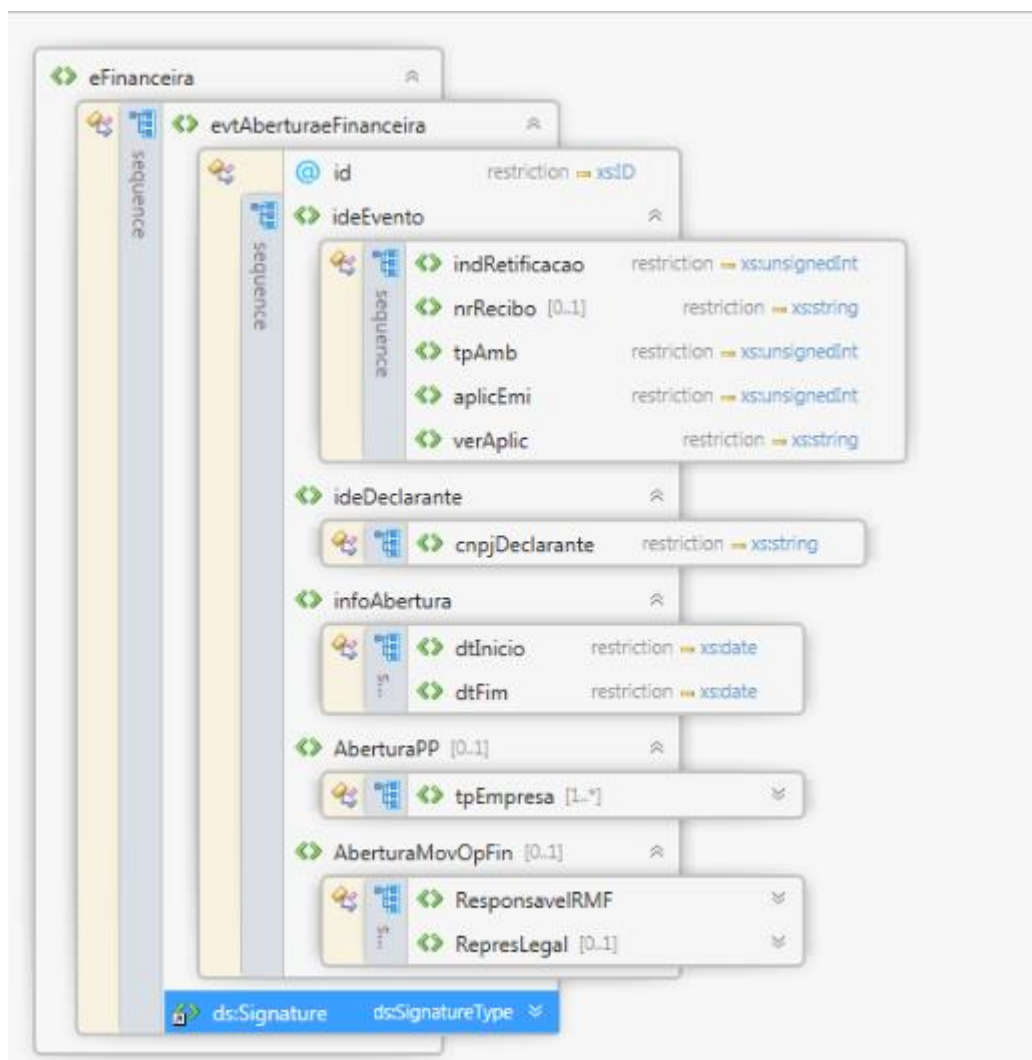 eFinanceira
sequence
evtAberturaeFinanceira
@ id restriction xs:ID
sequence
ideEvento
sequence
indRetificacao restriction xs:unsignedInt
nrRecibo [0..1] restriction xs:string
tpAmb restriction xs:unsignedInt
aplicEmi restriction xs:unsignedInt
verAplic restriction xs:string
ideDeclarante
cnpjDeclarante restriction xs:string
infoAbertura
s...
dtInicio restriction xs:date
dtFim restriction xs:date
AberturaPP [0..1]
tpEmpresa [1..*]
AberturaMovOpFin [0..1]
s...
ResponsavelRMF
RepresLegal [0..1]
ds:Signature ds:SignatureType